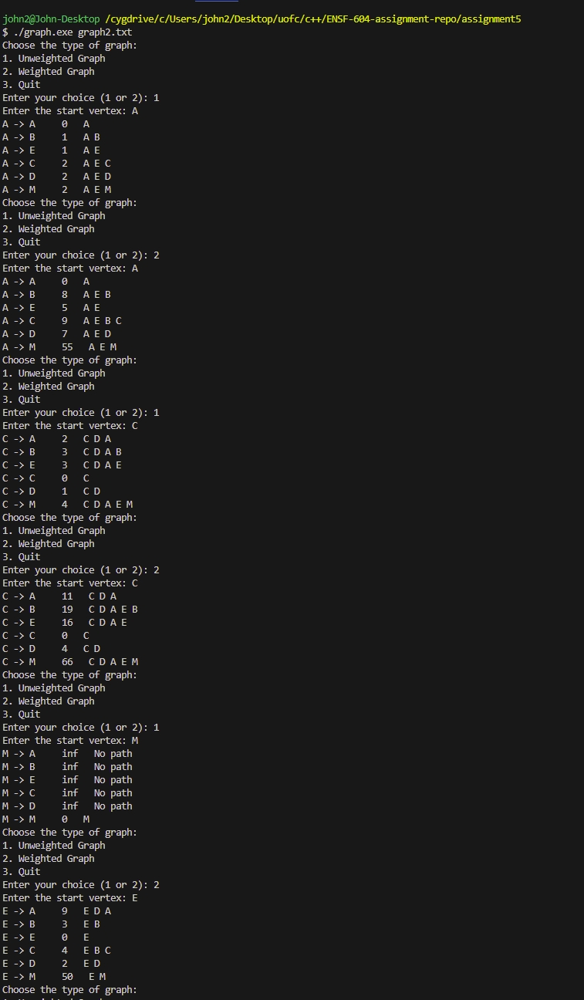 john2@John-Desktop /cygdrive/c/Users/john2/Desktop/uofc/c++/ENSF-604-assignment-repo/assignment5
$ ./graph.exe graph2.txt
Choose the type of graph:
1. Unweighted Graph
2. Weighted Graph
3. Quit
Enter your choice (1 or 2): 1
Enter the start vertex: A
A -> A     0   A
A -> B     1   A B
A -> E     1   A E
A -> C     2   A E C
A -> D     2   A E D
A -> M     2   A E M
Choose the type of graph:
1. Unweighted Graph
2. Weighted Graph
3. Quit
Enter your choice (1 or 2): 2
Enter the start vertex: A
A -> A     0   A
A -> B     8   A E B
A -> E     5   A E
A -> C     9   A E B C
A -> D     7   A E D
A -> M     55   A E M
Choose the type of graph:
1. Unweighted Graph
2. Weighted Graph
3. Quit
Enter your choice (1 or 2): 1
Enter the start vertex: C
C -> A     2   C D A
C -> B     3   C D A B
C -> E     3   C D A E
C -> C     0   C
C -> D     1   C D
C -> M     4   C D A E M
Choose the type of graph:
1. Unweighted Graph
2. Weighted Graph
3. Quit
Enter your choice (1 or 2): 2
Enter the start vertex: C
C -> A     11   C D A
C -> B     19   C D A E B
C -> E     16   C D A E
C -> C     0   C
C -> D     4   C D
C -> M     66   C D A E M
Choose the type of graph:
1. Unweighted Graph
2. Weighted Graph
3. Quit
Enter your choice (1 or 2): 1
Enter the start vertex: M
M -> A     inf   No path
M -> B     inf   No path
M -> E     inf   No path
M -> C     inf   No path
M -> D     inf   No path
M -> M     0   M
Choose the type of graph:
1. Unweighted Graph
2. Weighted Graph
3. Quit
Enter your choice (1 or 2): 2
Enter the start vertex: E
E -> A     9   E D A
E -> B     3   E B
E -> E     0   E
E -> C     4   E B C
E -> D     2   E D
E -> M     50   E M
Choose the type of graph: